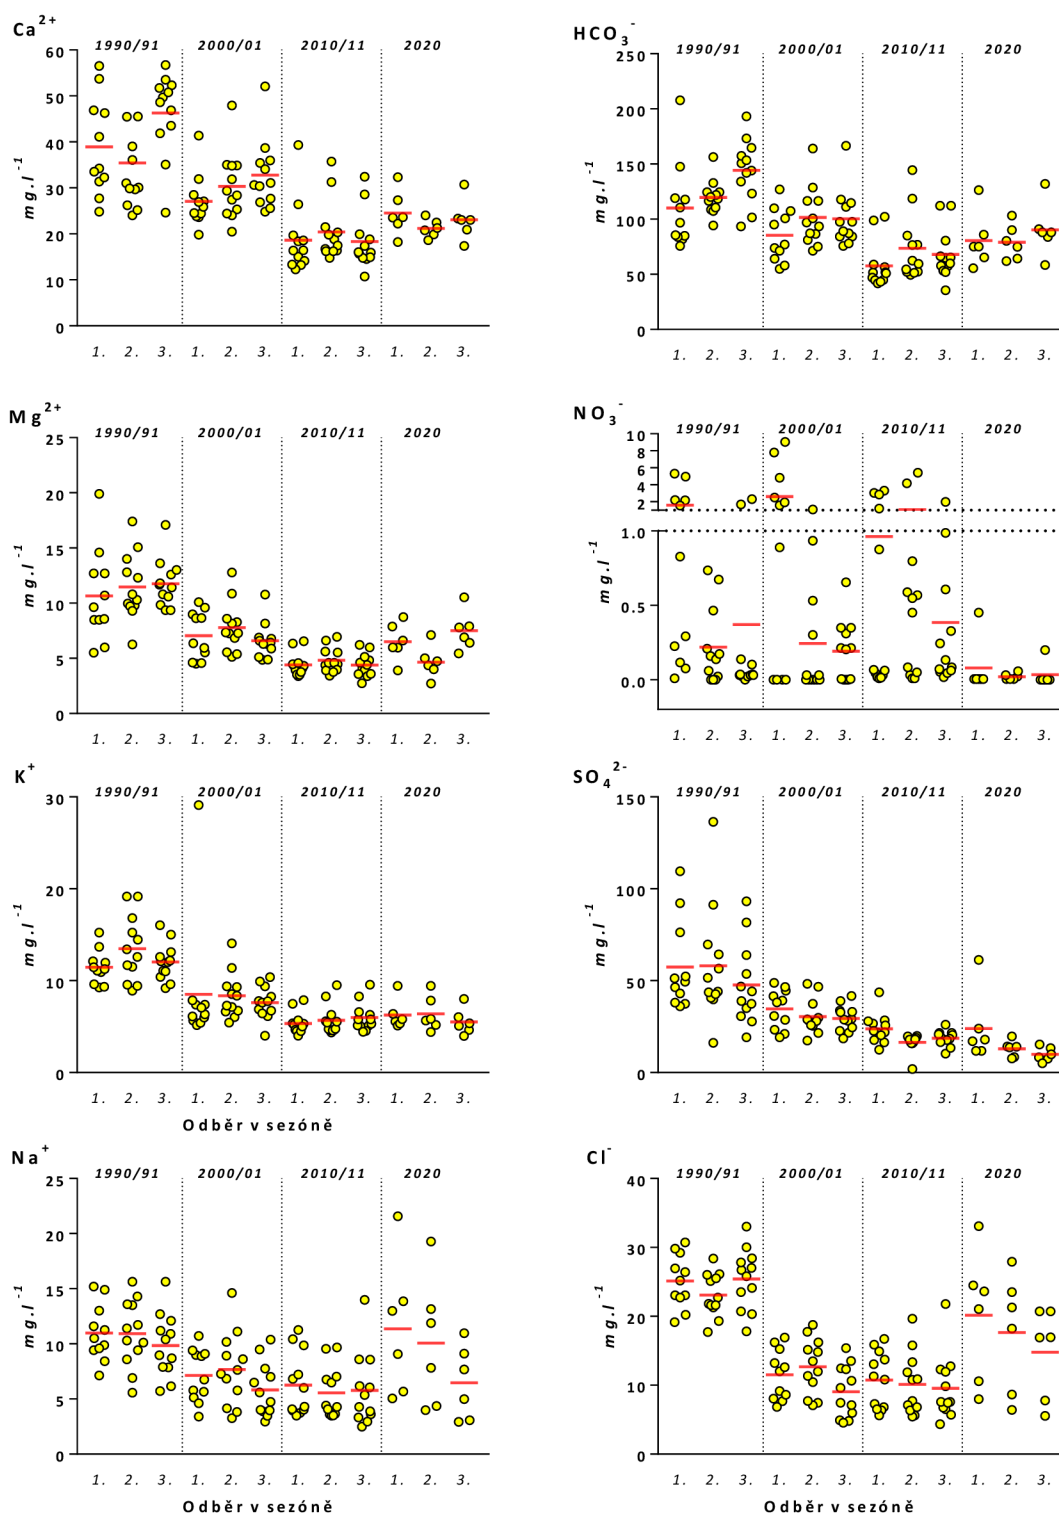 Ca2+
1990/91 2000/01 2010/11 2020
60
50
40
30
20
10
0
mg.l-1
1. 2. 3. 1. 2. 3. 1. 2. 3. 1. 2. 3.
HCO3-
1990/91 2000/01 2010/11 2020
250
200
150
100
50
0
mg.l-1
1. 2. 3. 1. 2. 3. 1. 2. 3. 1. 2. 3.
Mg2+
1990/91 2000/01 2010/11 2020
25
20
15
10
5
0
mg.l-1
1. 2. 3. 1. 2. 3. 1. 2. 3. 1. 2. 3.
NO3-
1990/91 2000/01 2010/11 2020
10
8
6
4
2
1.0
0.5
0.0
mg.l-1
1. 2. 3. 1. 2. 3. 1. 2. 3. 1. 2. 3.
K+
1990/91 2000/01 2010/11 2020
30
20
10
0
mg.l-1
1. 2. 3. 1. 2. 3. 1. 2. 3. 1. 2. 3.
Odběr v sezóně
SO42-
1990/91 2000/01 2010/11 2020
150
100
50
0
mg.l-1
1. 2. 3. 1. 2. 3. 1. 2. 3. 1. 2. 3.
Na+
1990/91 2000/01 2010/11 2020
25
20
15
10
5
0
mg.l-1
1. 2. 3. 1. 2. 3. 1. 2. 3. 1. 2. 3.
Odběr v sezóně
Cl-
1990/91 2000/01 2010/11 2020
40
30
20
10
0
mg.l-1
1. 2. 3. 1. 2. 3. 1. 2. 3. 1. 2. 3.
Odběr v sezóně